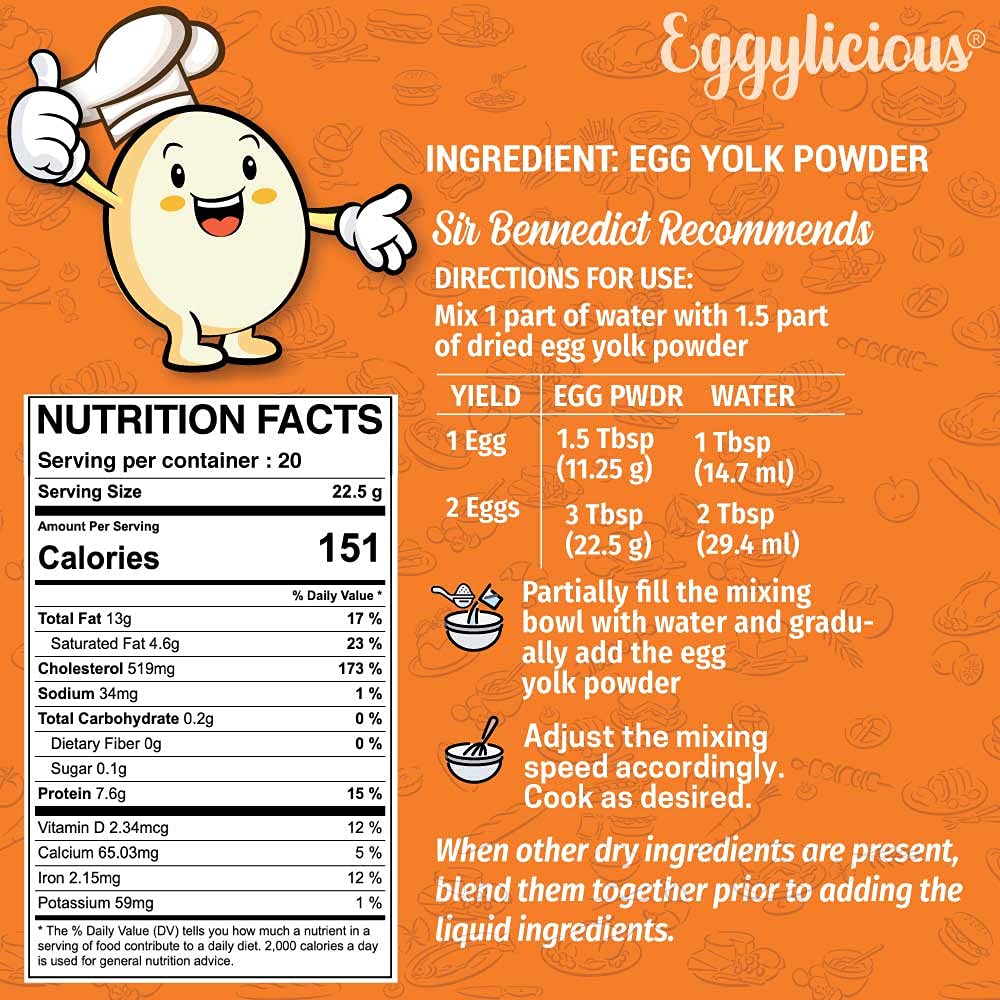 Eggylicious®
INGREDIENT: EGG YOLK POWDER
Sir Bennedict Recommends
DIRECTIONS FOR USE:
Mix 1 part of water with 1.5 part
of dried egg yolk powder
YIELD EGG PWDR WATER
1 Egg 1.5 Tbsp 1 Tbsp
(11.25 g) (14.7 ml)
2 Eggs 3 Tbsp 2 Tbsp
(22.5 g) (29.4 ml)
Partially fill the mixing
bowl with water and gradu-
ally add the egg
yolk powder
Adjust the mixing
speed accordingly.
Cook as desired.
When other dry ingredients are present,
blend them together prior to adding the
liquid ingredients.
NUTRITION FACTS
Serving per container : 20
Serving Size 22.5 g
Amount Per Serving
Calories 151
% Daily Value *
Total Fat 13g 17 %
Saturated Fat 4.6g 23 %
Cholesterol 519mg 173 %
Sodium 34mg 1 %
Total Carbohydrate 0.2g 0 %
Dietary Fiber 0g 0 %
Sugar 0.1g
Protein 7.6g 15 %
Vitamin D 2.34mcg 12 %
Calcium 65.03mg 5 %
Iron 2.15mg 12 %
Potassium 59mg 1 %
* The % Daily Value (DV) tells you how much a nutrient in a
serving of food contribute to a daily diet. 2,000 calories a day
is used for general nutrition advice.